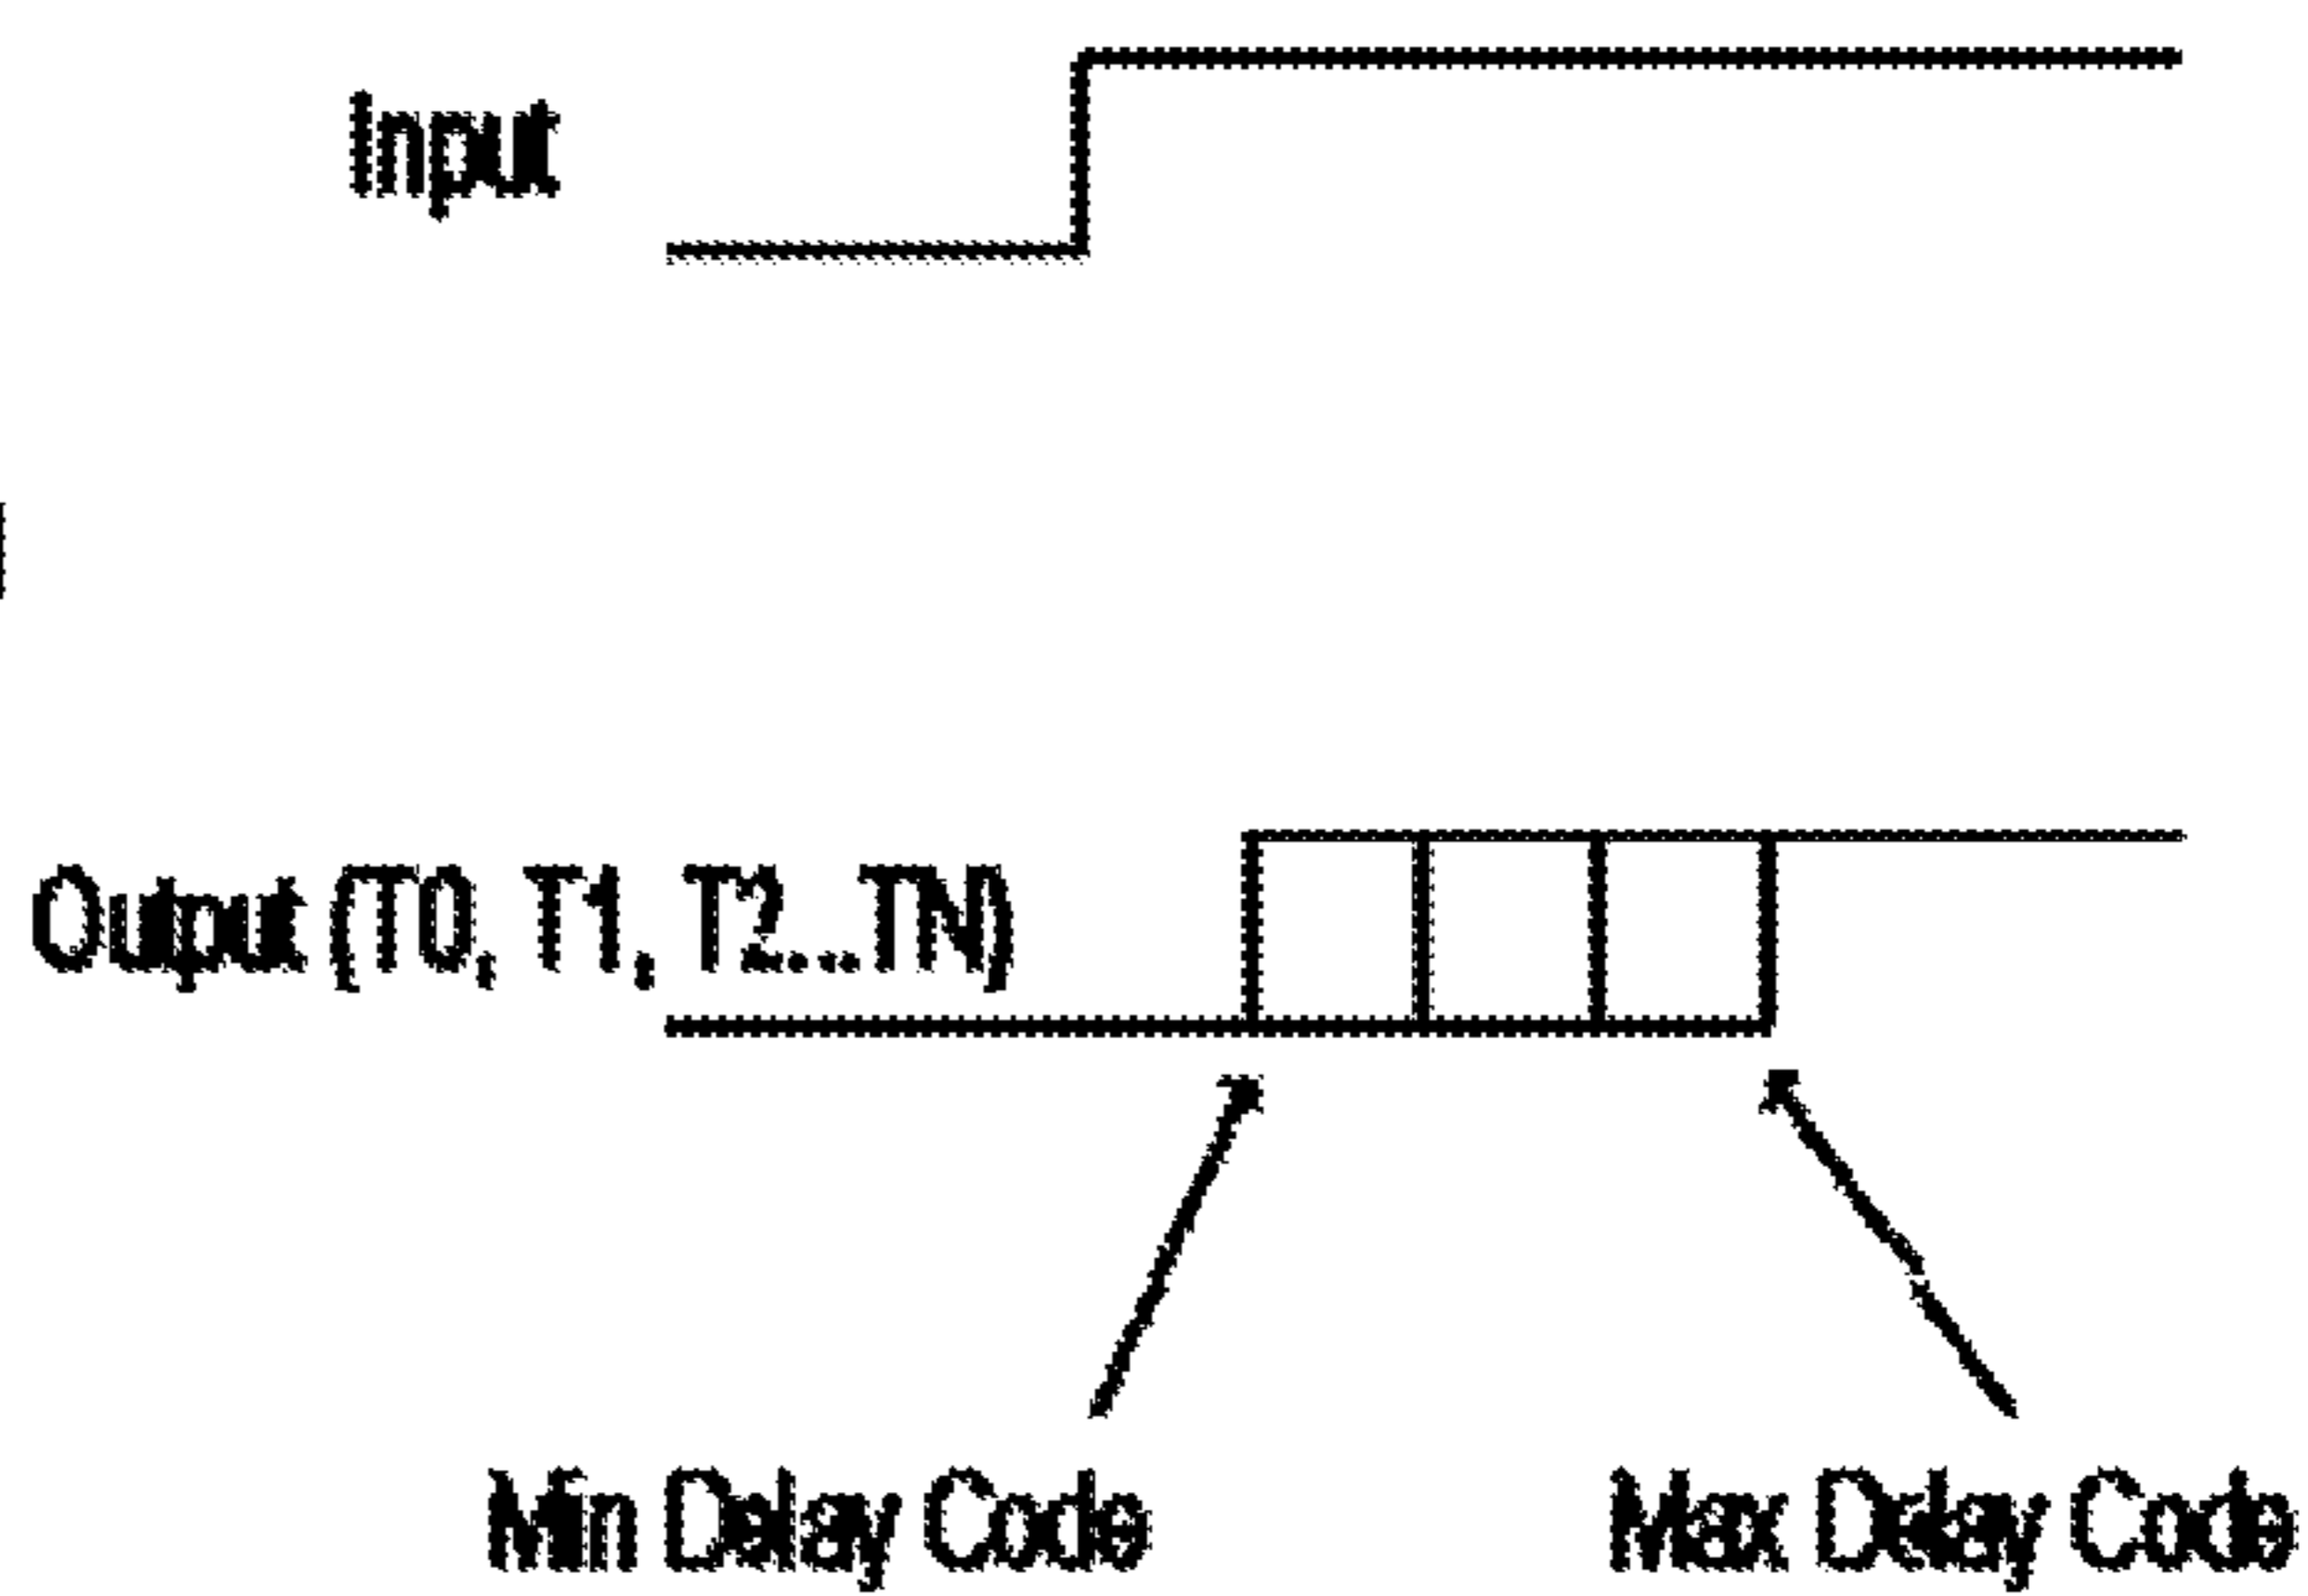 Input
Output (T0, T1, T2...TN)
Min Delay Code
Max Delay Code